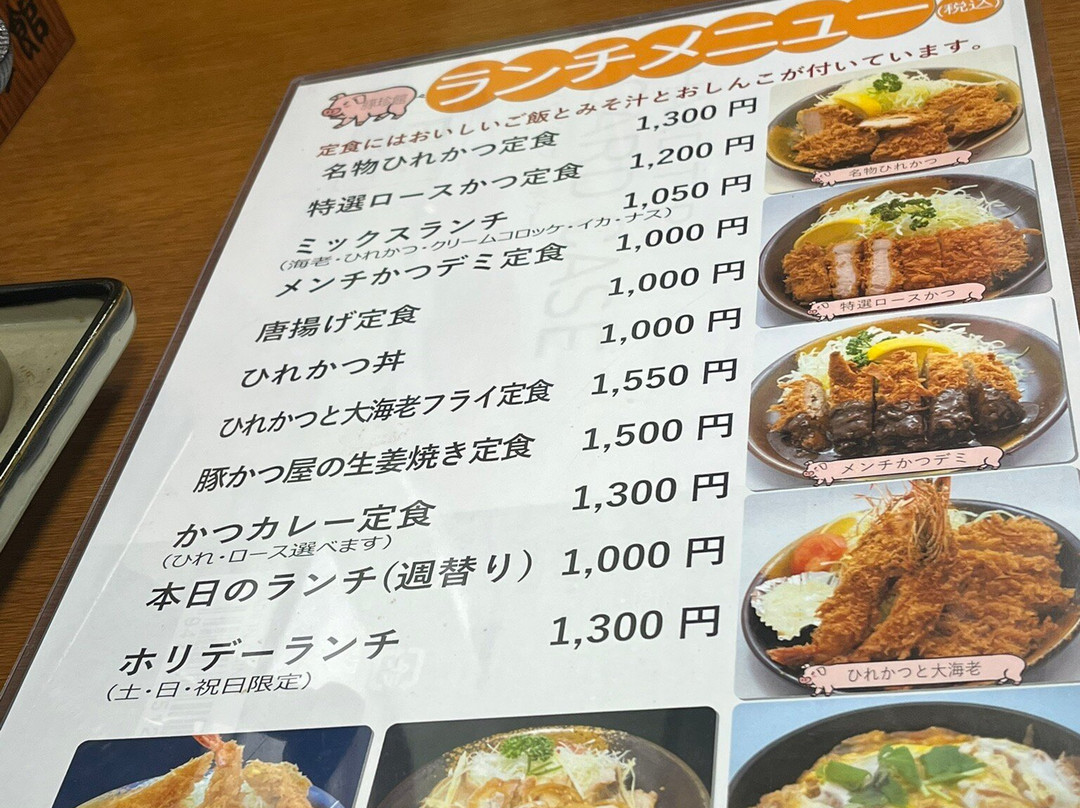 館
ランチメニュー
(税込)
定食にはおいしいご飯とみそ汁とおしんこが付いています。
名物ひれかつ定食 1,300 円
特選ロースかつ定食 1,200 円
ミックスランチ 1,050 円
(海老・ひれかつ・クリームコロッケ・イカ・ナス)
メンチかつデミ定食 1,000 円
唐揚げ定食 1,000 円
ひれかつ丼 1,000 円
ひれかつと大海老フライ定食 1,550 円
豚かつ屋の生姜焼き定食 1,500 円
かつカレー定食 1,300 円
(ひれ・ロース選べます)
本日のランチ(週替り) 1,000 円
ホリデーランチ 1,300 円
(土・日・祝日限定)
名物ひれかつ
特選ロースかつ
メンチかつデミ
ひれかつと大海老